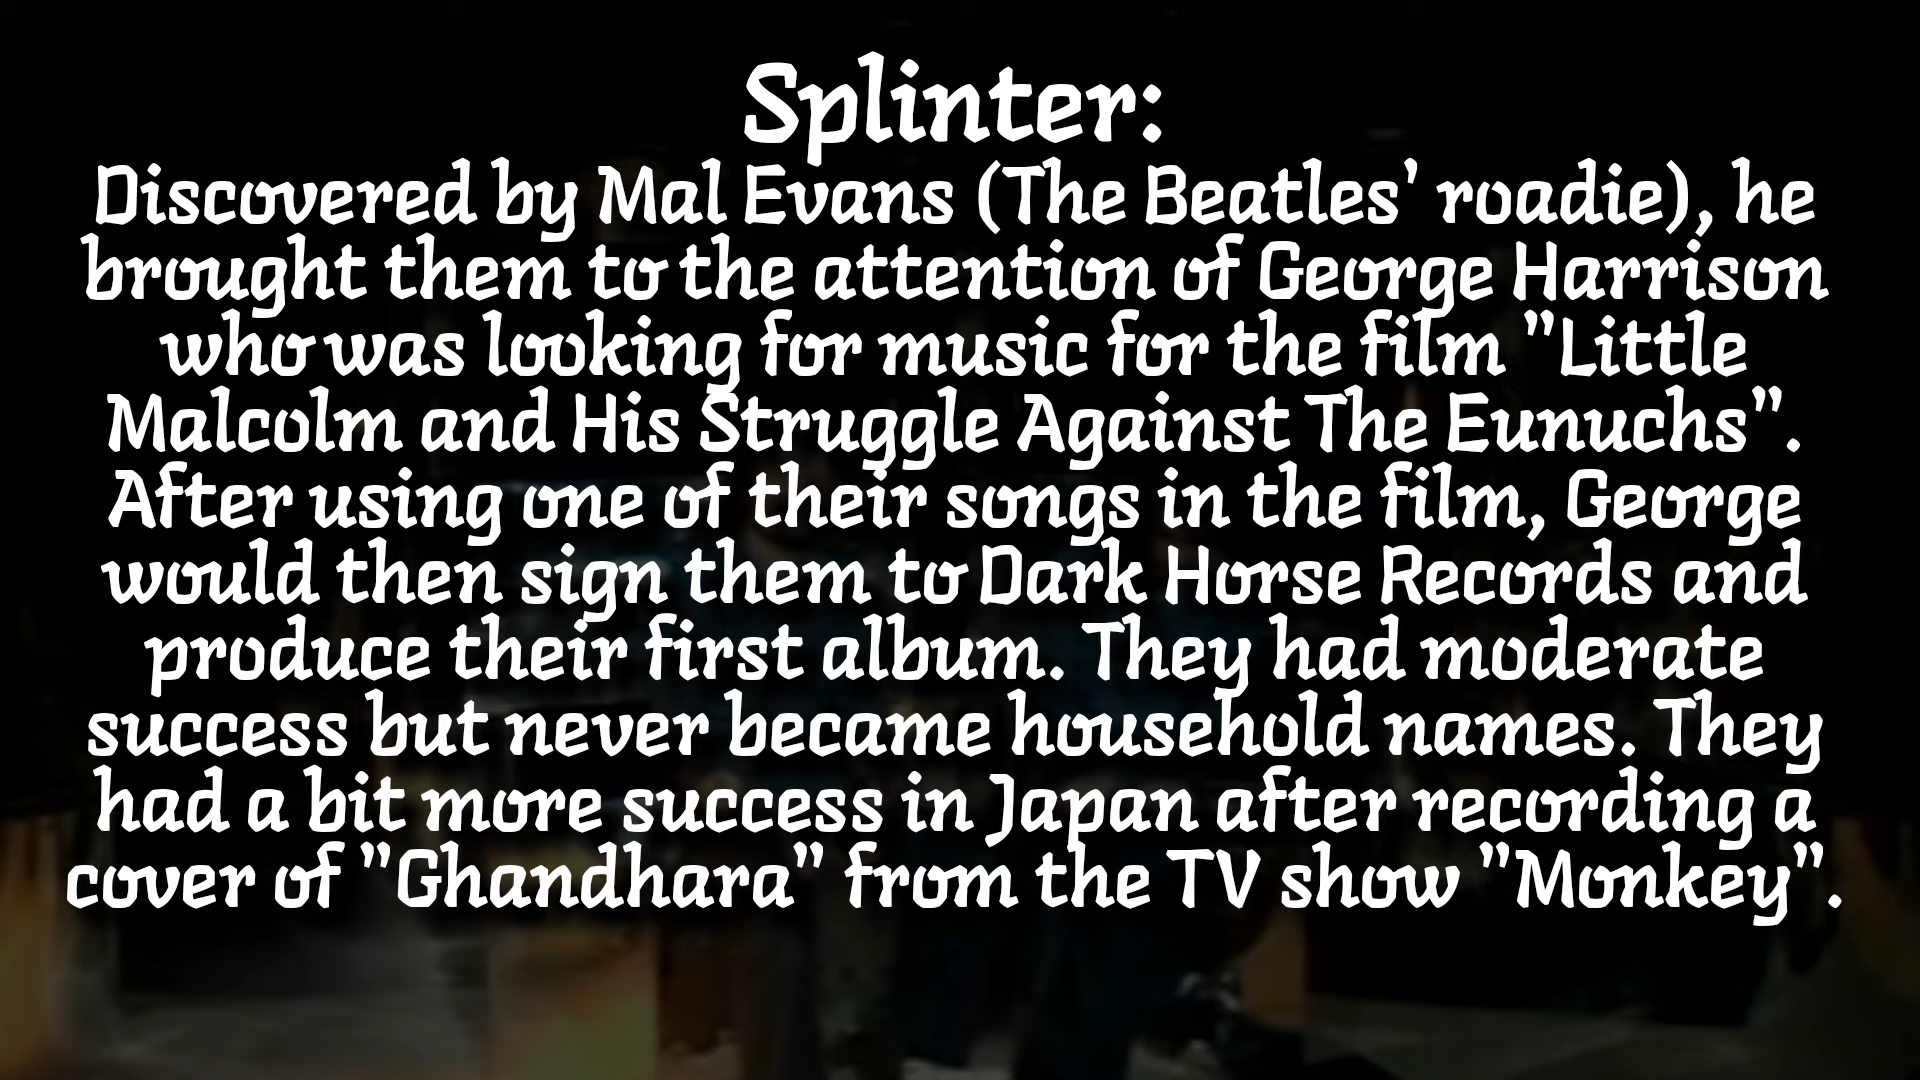 Splinter:
Discovered by Mal Evans (The Beatles' roadie), he
brought them to the attention of George Harrison
who was looking for music for the film "Little
Malcolm and His Struggle Against The Eunuchs".
After using one of their songs in the film, George
would then sign them to Dark Horse Records and
produce their first album. They had moderate
success but never became household names. They
had a bit more success in Japan after recording a
cover of "Ghandhara" from the TV show "Monkey".